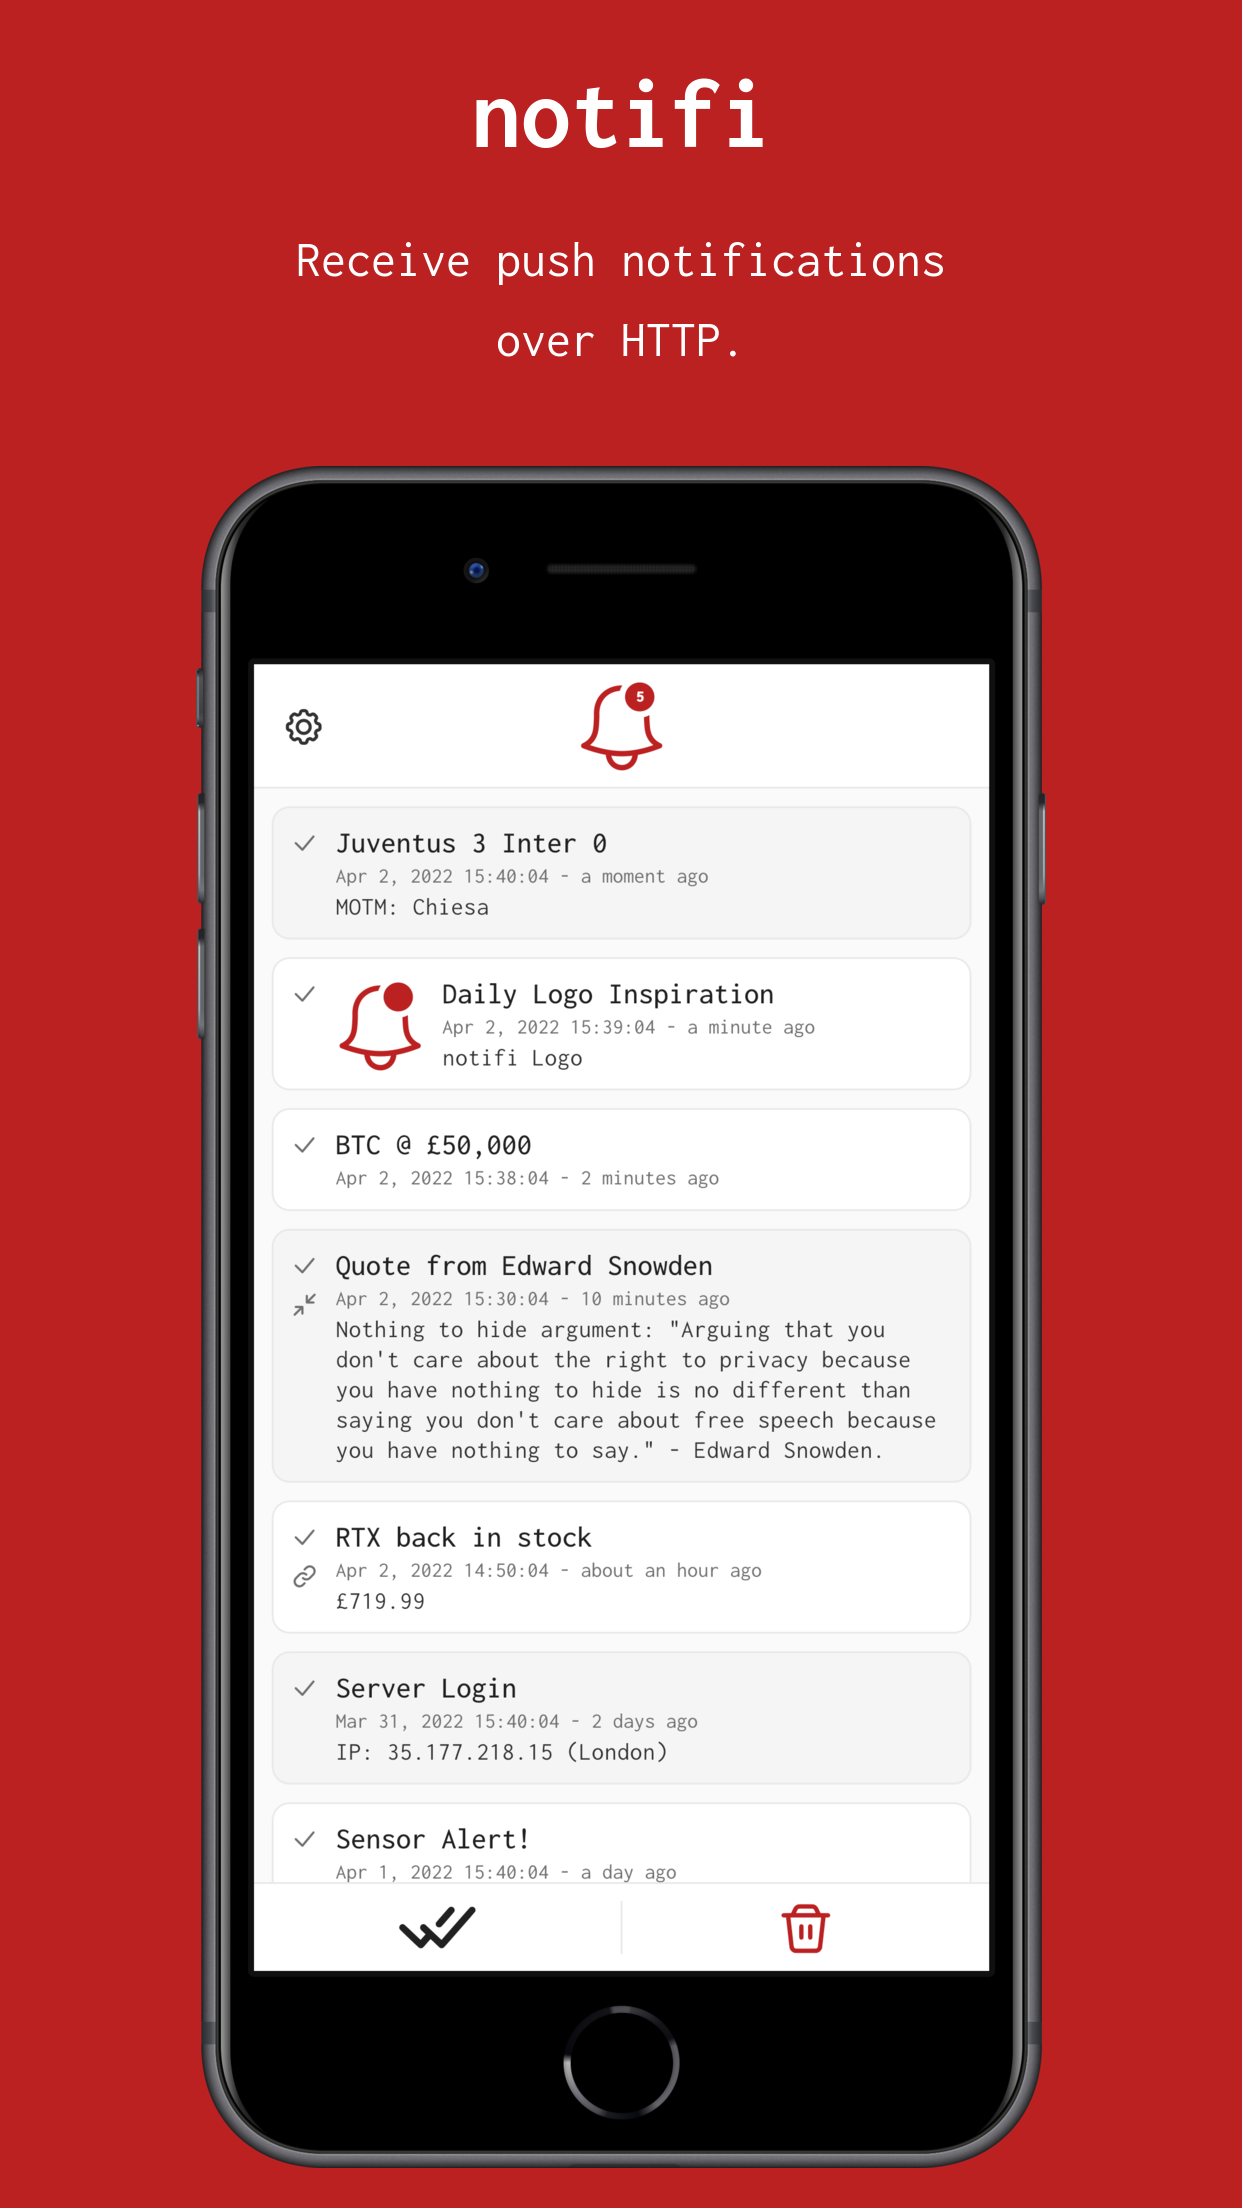 notifi
Receive push notifications
over HTTP.
5
Juventus 3 Inter 0
Apr 2, 2022 15:40:04 - a moment ago
MOTM: Chiesa
Daily Logo Inspiration
Apr 2, 2022 15:39:04 - a minute ago
notifi Logo
BTC @ £50,000
Apr 2, 2022 15:38:04 - 2 minutes ago
Quote from Edward Snowden
Apr 2, 2022 15:30:04 - 10 minutes ago
Nothing to hide argument: "Arguing that you
don't care about the right to privacy because
you have nothing to hide is no different than
saying you don't care about free speech because
you have nothing to say." - Edward Snowden.
RTX back in stock
Apr 2, 2022 14:50:04 - about an hour ago
£719.99
Server Login
Mar 31, 2022 15:40:04 - 2 days ago
IP: 35.177.218.15 (London)
Sensor Alert!
Apr 1, 2022 15:40:04 - a day ago